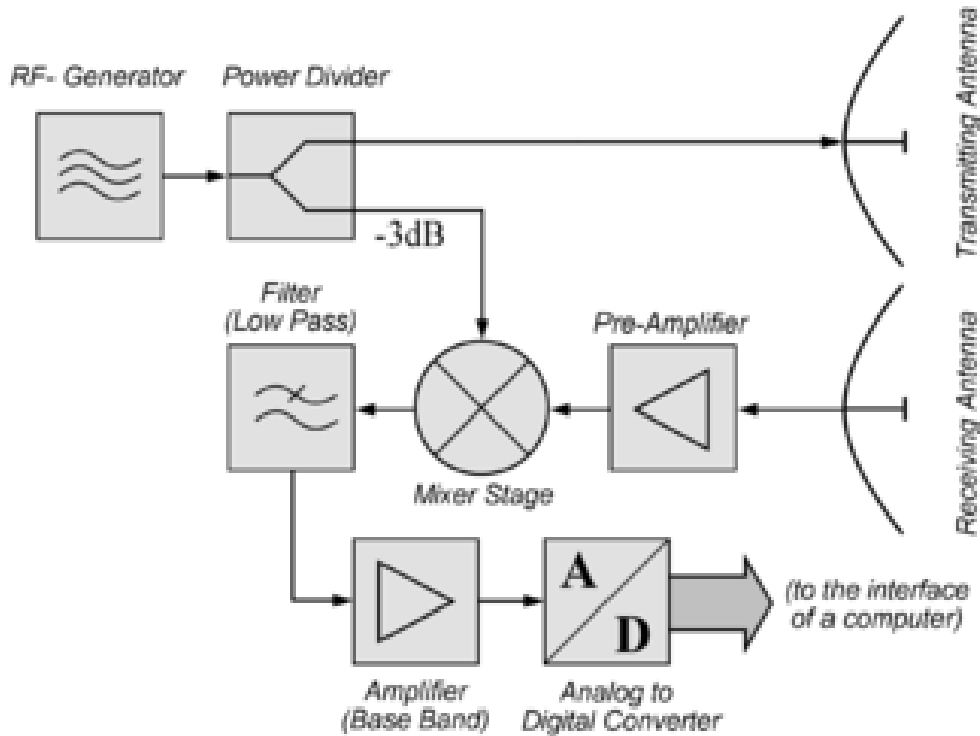 RF- Generator
Power Divider
Transmitting Antenna
-3dB
Filter
(Low Pass)
Pre-Amplifier
Receiving Antenna
Mixer Stage
A
D
(to the interface
of a computer)
Amplifier
(Base Band)
Analog to
Digital Converter